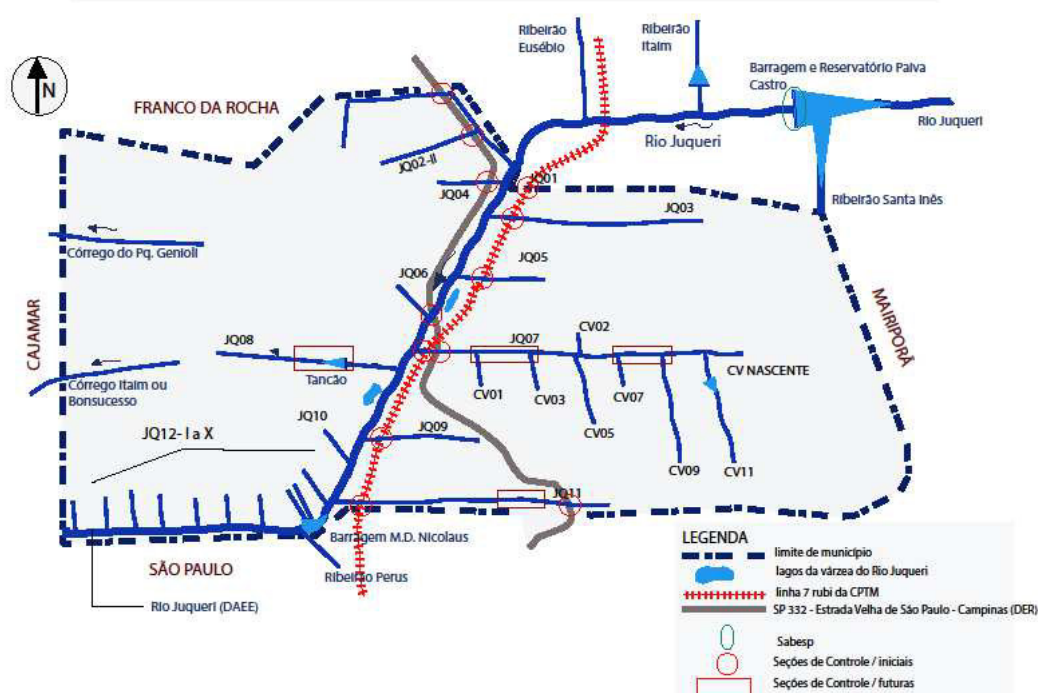 Ribeirão
Eusébio
Ribeirão
Itaim
Barragem e Reservatório Paiva
Castro
N
FRANCO DA ROCHA
Rio Juqueri
Rio Juqueri
JQ02-II
JQ01
JQ04
Ribeirão Santa Inês
JQ03
Córrego do Pq. Genioli
JQ05
JQ06
CAJAMAR
MAIRIPORÃ
CV02
JQ08
JQ07
CV NASCENTE
Tancão
Córrego Itaim ou
Bonsucesso
CV01
CV03
CV07
JQ10
CV05
JQ12- I a X
JQ09
CV09
CV11
JQ11
Barragem M.D. Nicolaus
SÃO PAULO
Ribeirão Perus
Rio Juqueri (DAEE)
LEGENDA
limite de município
lagos da várzea do Rio Juqueri
linha 7 rubi da CPTM
SP 332 - Estrada Velha de São Paulo - Campinas (DER)
Sabesp
Seções de Controle / iniciais
Seções de Controle / futuras